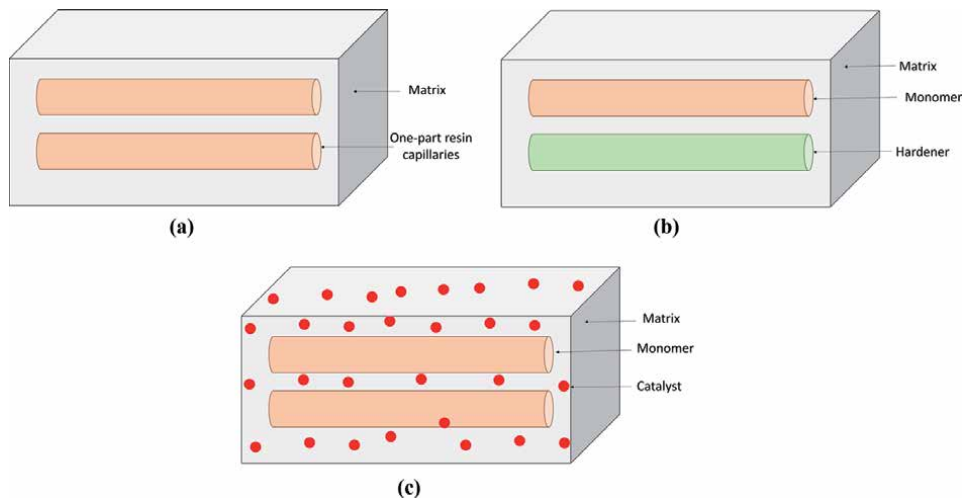 Matrix
One-part resin
capillaries
(a)
Matrix
Monomer
Hardener
(b)
Matrix
Monomer
Catalyst
(c)